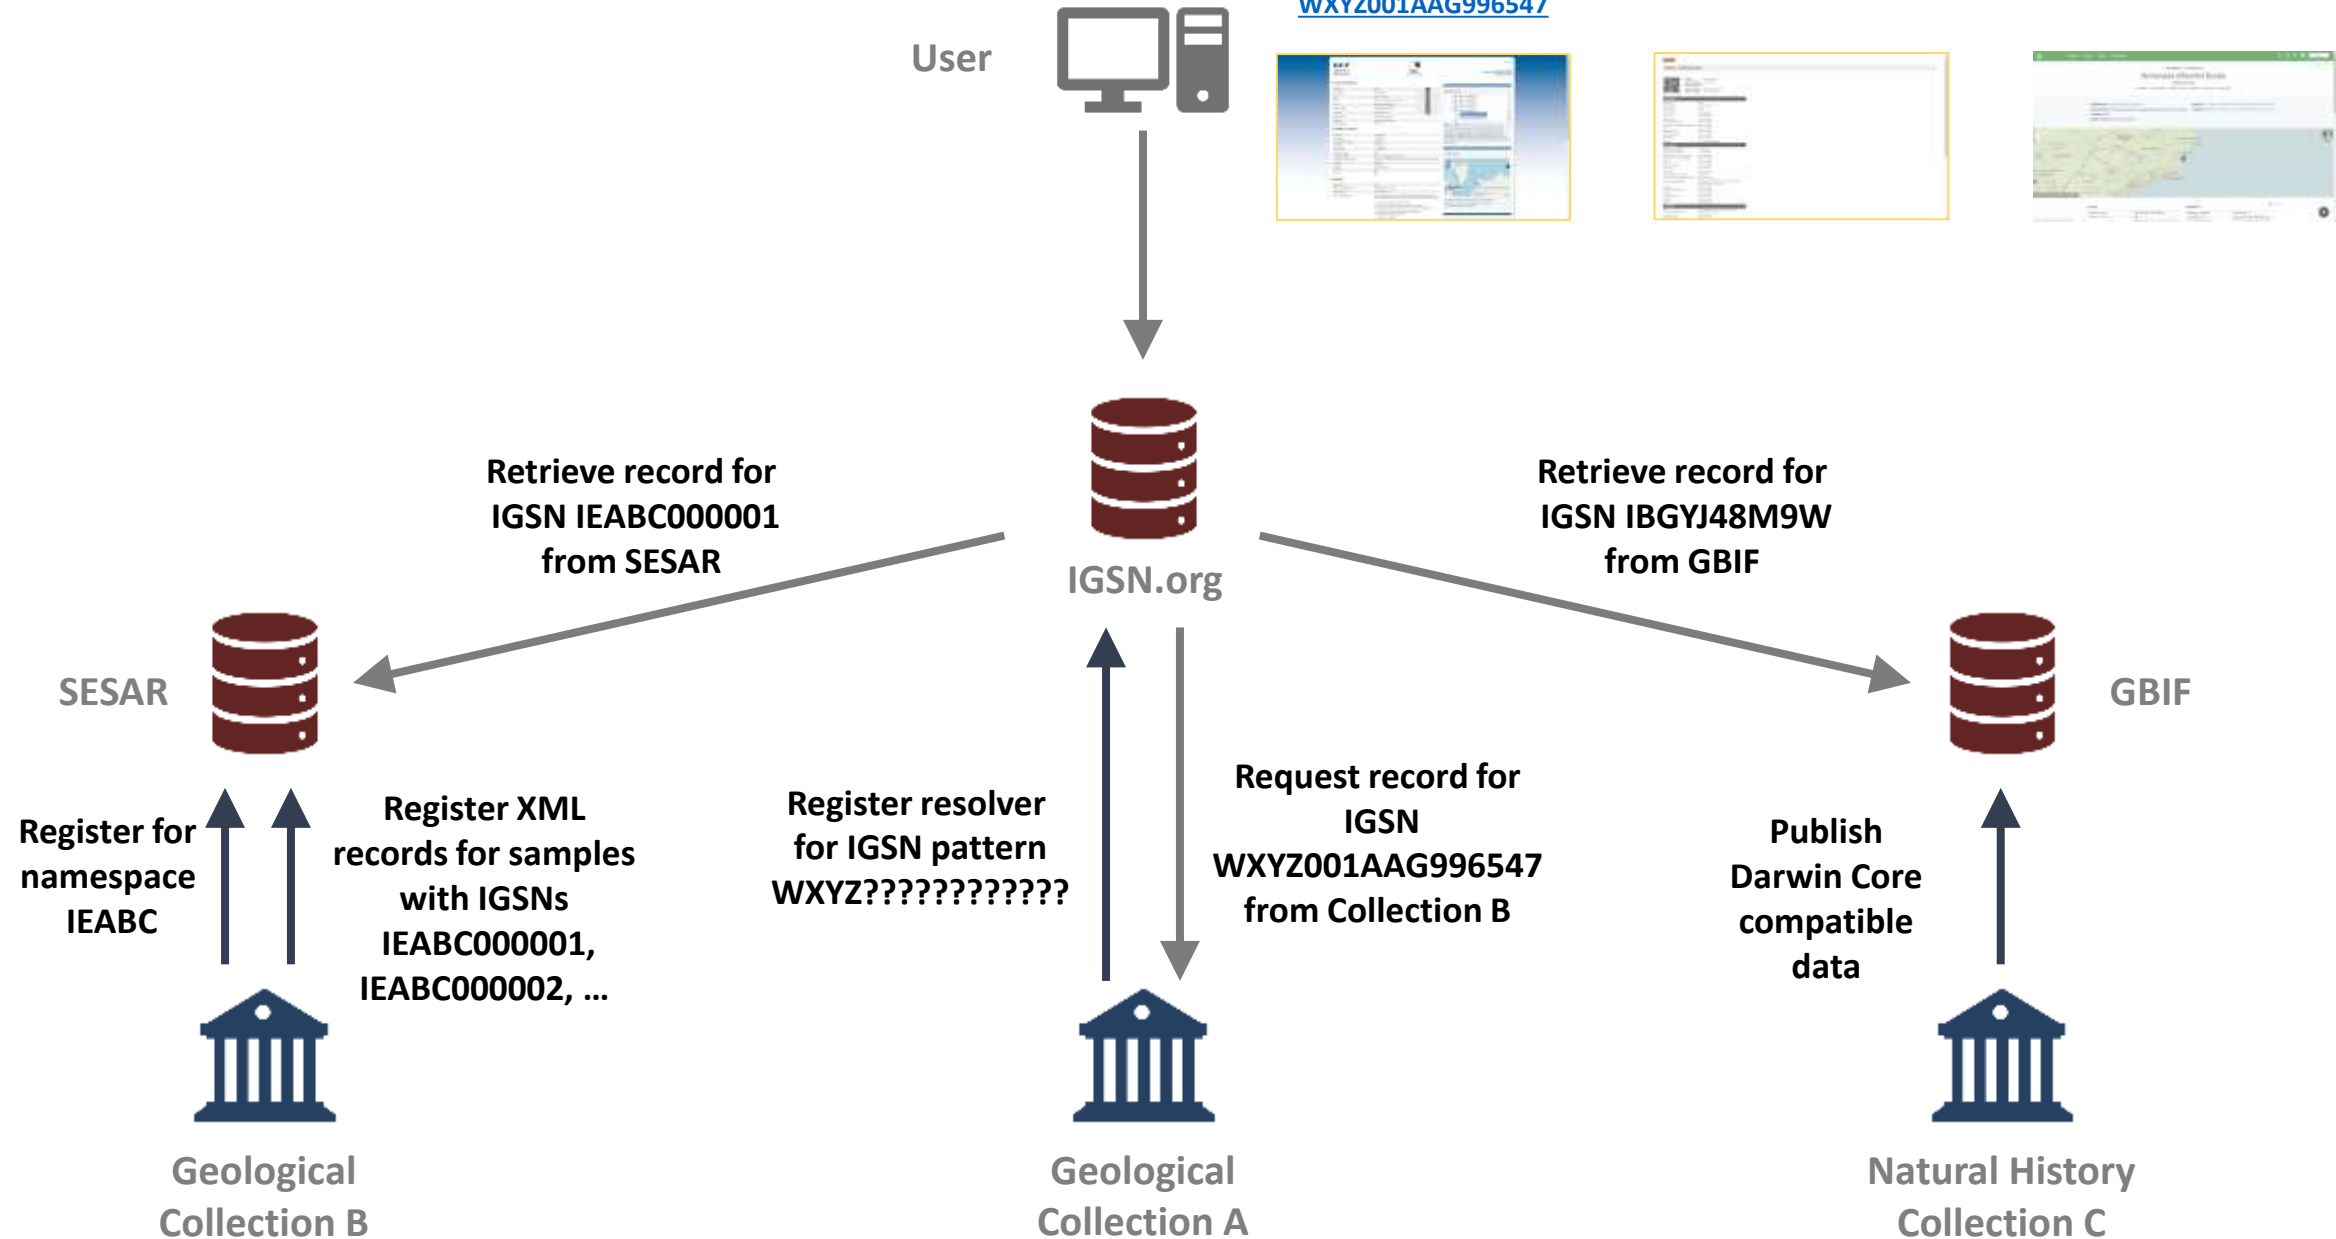 WXYZ001AAG996547
User
Retrieve record for
IGSN IEABC000001
from SESAR
Retrieve record for
IGSN IBGYJ48M9W
from GBIF
IGSN.org
SESAR
GBIF
Register for
namespace
IEABC
Register XML
records for samples
with IGSNs
IEABC000001,
IEABC000002, …
Register resolver
for IGSN pattern
WXYZ????????????
Request record for
IGSN
WXYZ001AAG996547
from Collection B
Publish
Darwin Core
compatible
data
Geological
Collection B
Geological
Collection A
Natural History
Collection C